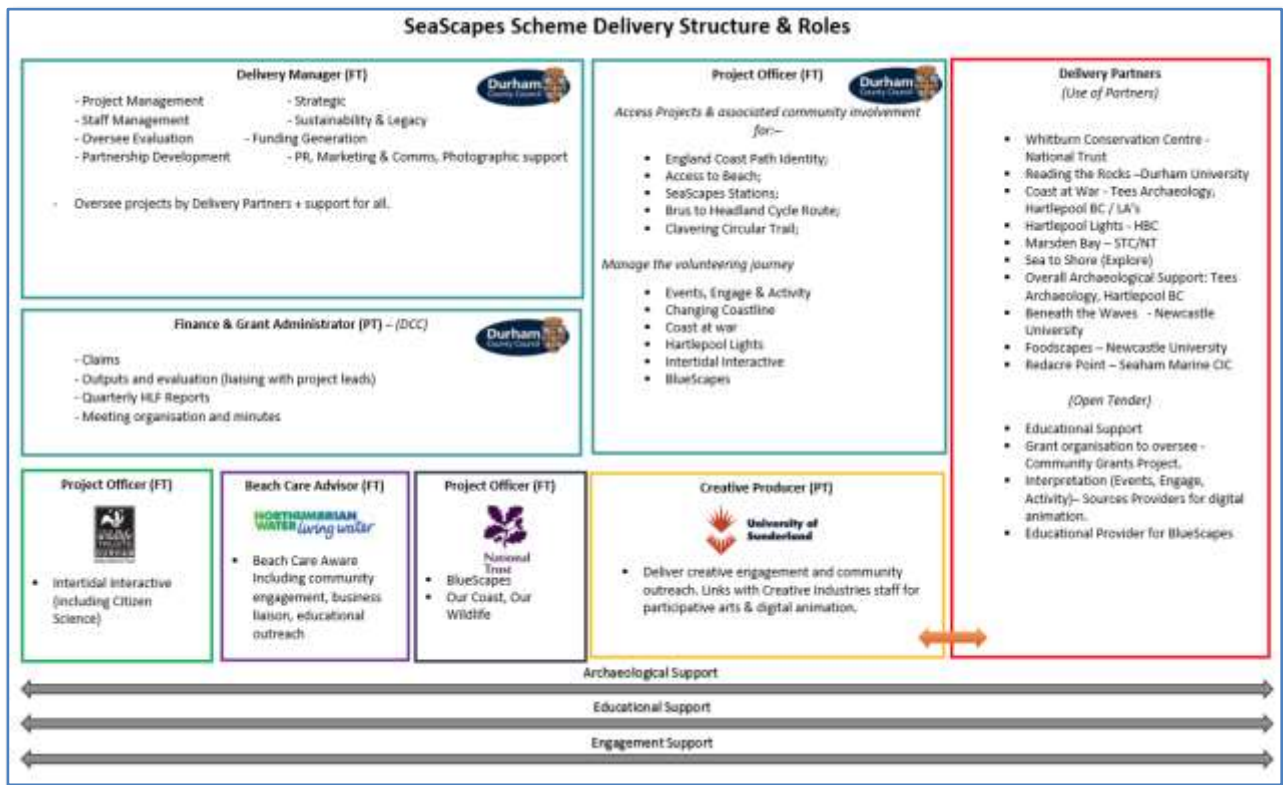 SeaScapes Scheme Delivery Structure & Roles
Delivery Manager (FT)
Durham
County Council
- Project Management - Strategic
- Staff Management - Sustainability & Legacy
- Oversee Evaluation - Funding Generation
- Partnership Development - PR, Marketing & Comms, Photographic support
- Oversee projects by Delivery Partners + support for all.
Finance & Grant Administrator (PT) – (DCC)
Durham
County Council
- Claims
- Outputs and evaluation (liaising with project leads)
- Quarterly HLF Reports
- Meeting organisation and minutes
Project Officer (FT)
Durham
County Council
Access Projects & associated community involvement
for:–
▪ England Coast Path Identity;
▪ Access to Beach;
▪ SeaScapes Stations;
▪ Brus to Headland Cycle Route;
▪ Clavering Circular Trail;
Manage the volunteering journey
▪ Events, Engage & Activity
▪ Changing Coastline
▪ Coast at war
▪ Hartlepool Lights
▪ Intertidal Interactive
▪ BlueScapes
Delivery Partners
(Use of Partners)
▪ Whitburn Conservation Centre -
National Trust
▪ Reading the Rocks –Durham University
▪ Coast at War - Tees Archaeology,
Hartlepool BC / LA's
▪ Hartlepool Lights - HBC
▪ Marsden Bay – STC/NT
▪ Sea to Shore (Explore)
▪ Overall Archaeological Support: Tees
Archaeology, Hartlepool BC
▪ Beneath the Waves - Newcastle
University
▪ Foodscapes – Newcastle University
▪ Redacre Point – Seaham Marine CIC
(Open Tender)
▪ Educational Support
▪ Grant organisation to oversee -
Community Grants Project.
▪ Interpretation (Events, Engage,
Activity)– Sources Providers for digital
animation.
▪ Educational Provider for BlueScapes
Project Officer (FT)
▪ Intertidal Interactive
(including Citizen
Science)
Beach Care Advisor (FT)
NORTHUMBRIAN
WATER living water
▪ Beach Care Aware
Including community
engagement, business
liaison, educational
outreach
Project Officer (FT)
National
Trust
▪ BlueScapes
▪ Our Coast, Our
Wildlife
Creative Producer (PT)
University of
Sunderland
▪ Deliver creative engagement and community
outreach. Links with Creative Industries staff for
participative arts & digital animation.
Archaeological Support
Educational Support
Engagement Support